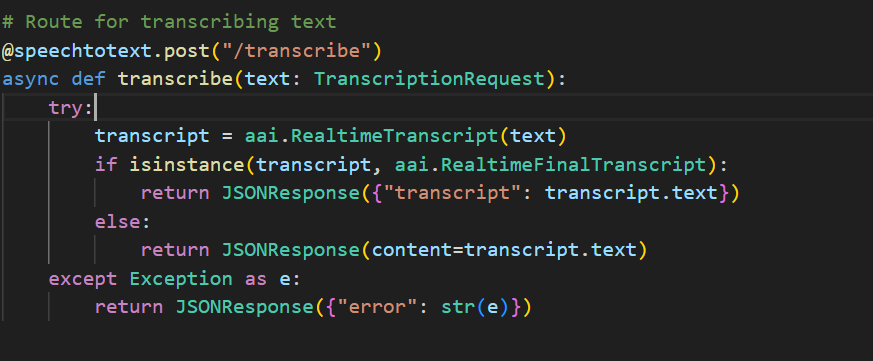 # Route for transcribing text
@speechtotext.post("/transcribe")
async def transcribe(text: TranscriptionRequest):
    try:
        transcript = aai.RealtimeTranscript(text)
        if isinstance(transcript, aai.RealtimeFinalTranscript):
            return JSONResponse({"transcript": transcript.text})
        else:
            return JSONResponse(content=transcript.text)
    except Exception as e:
        return JSONResponse({"error": str(e)})